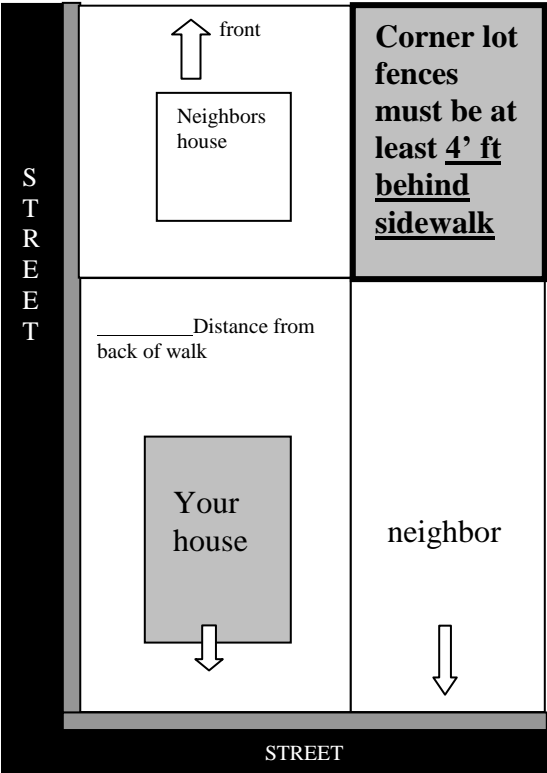 front
Corner lot
fences
must be at
least 4’ ft
behind
sidewalk
Neighbors
house
S
T
R
E
E
T
_________Distance from
back of walk
Your
house
neighbor
STREET